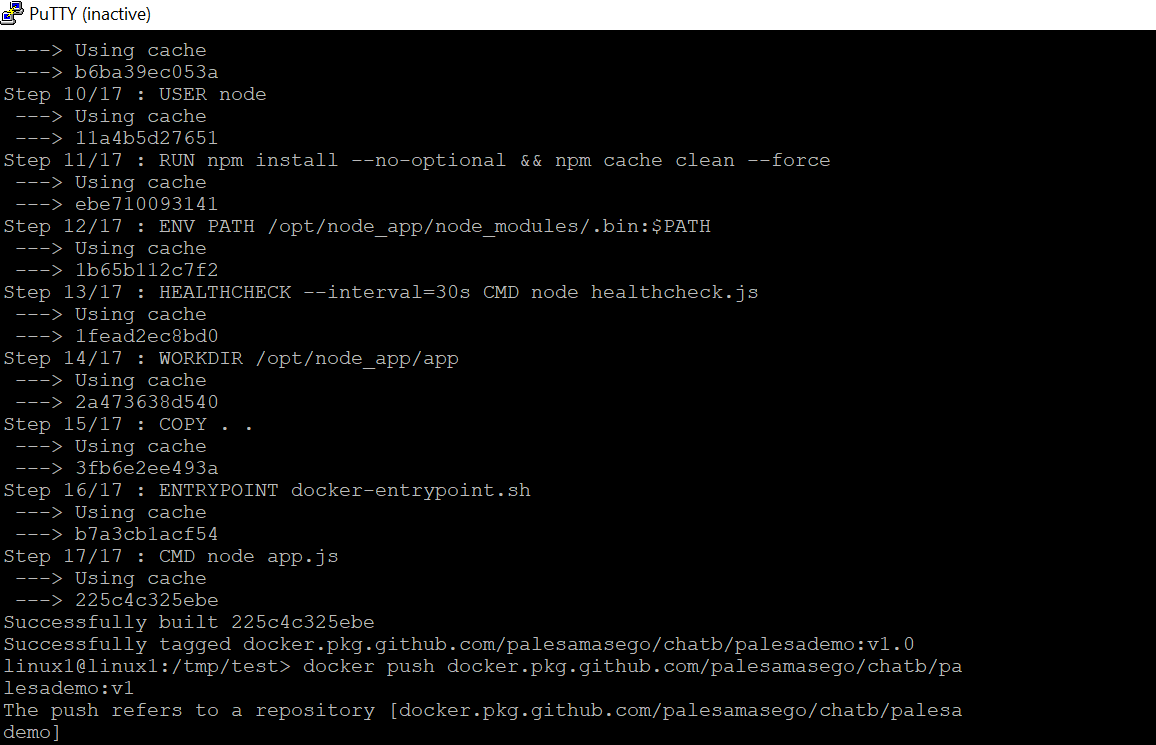 PuTTY (inactive)
---> Using cache
---> b6ba39ec053a
Step 10/17 : USER node
---> Using cache
---> 11a4b5d27651
Step 11/17 : RUN npm install --no-optional && npm cache clean --force
---> Using cache
---> ebe710093141
Step 12/17 : ENV PATH /opt/node_app/node_modules/.bin:$PATH
---> Using cache
---> 1b65b112c7f2
Step 13/17 : HEALTHCHECK --interval=30s CMD node healthcheck.js
---> Using cache
---> 1fead2ec8bd0
Step 14/17 : WORKDIR /opt/node_app/app
---> Using cache
---> 2a473638d540
Step 15/17 : COPY . .
---> Using cache
---> 3fb6e2ee493a
Step 16/17 : ENTRYPOINT docker-entrypoint.sh
---> Using cache
---> b7a3cb1acf54
Step 17/17 : CMD node app.js
---> Using cache
---> 225c4c325ebe
Successfully built 225c4c325ebe
Successfully tagged docker.pkg.github.com/palesamasego/chatb/palesademo:v1.0
linux1@linux1:/tmp/test> docker push docker.pkg.github.com/palesamasego/chatb/pa
lesademo:v1
The push refers to a repository [docker.pkg.github.com/palesamasego/chatb/palesa
demo]